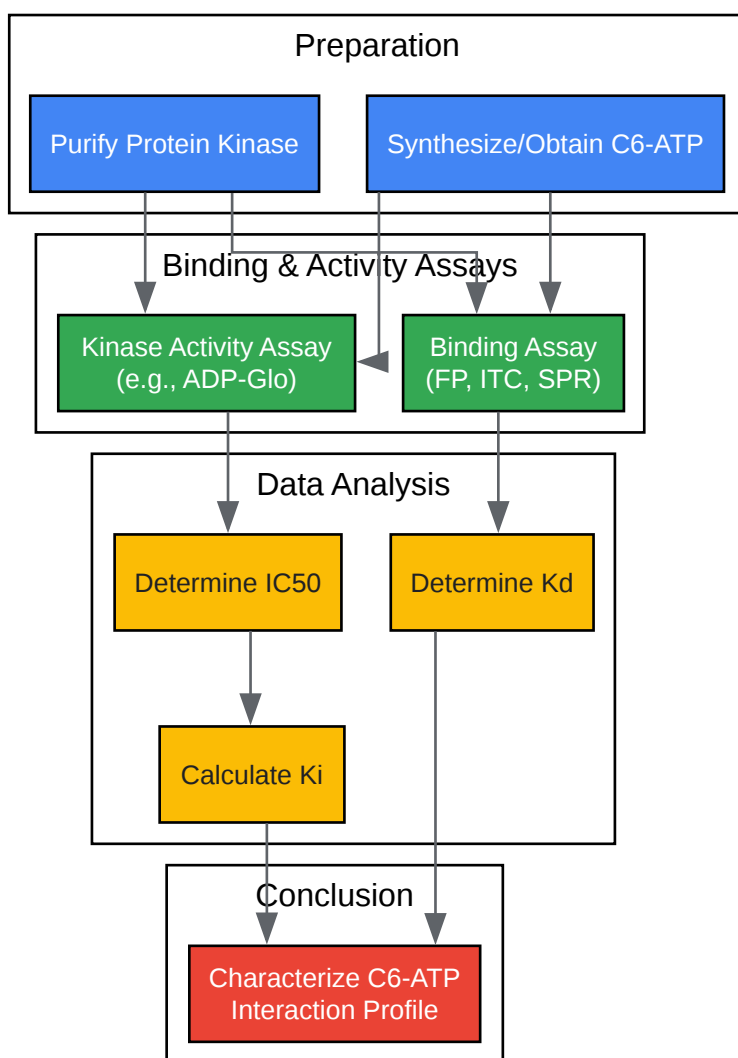 Preparation
Purify Protein Kinase
Synthesize/Obtain C6-ATP
Binding & Activity Assays
Kinase Activity Assay
(e.g., ADP-Glo)
Binding Assay
(FP, ITC, SPR)
Data Analysis
Determine IC50
Determine Kd
Calculate Ki
Conclusion
Characterize C6-ATP
Interaction Profile